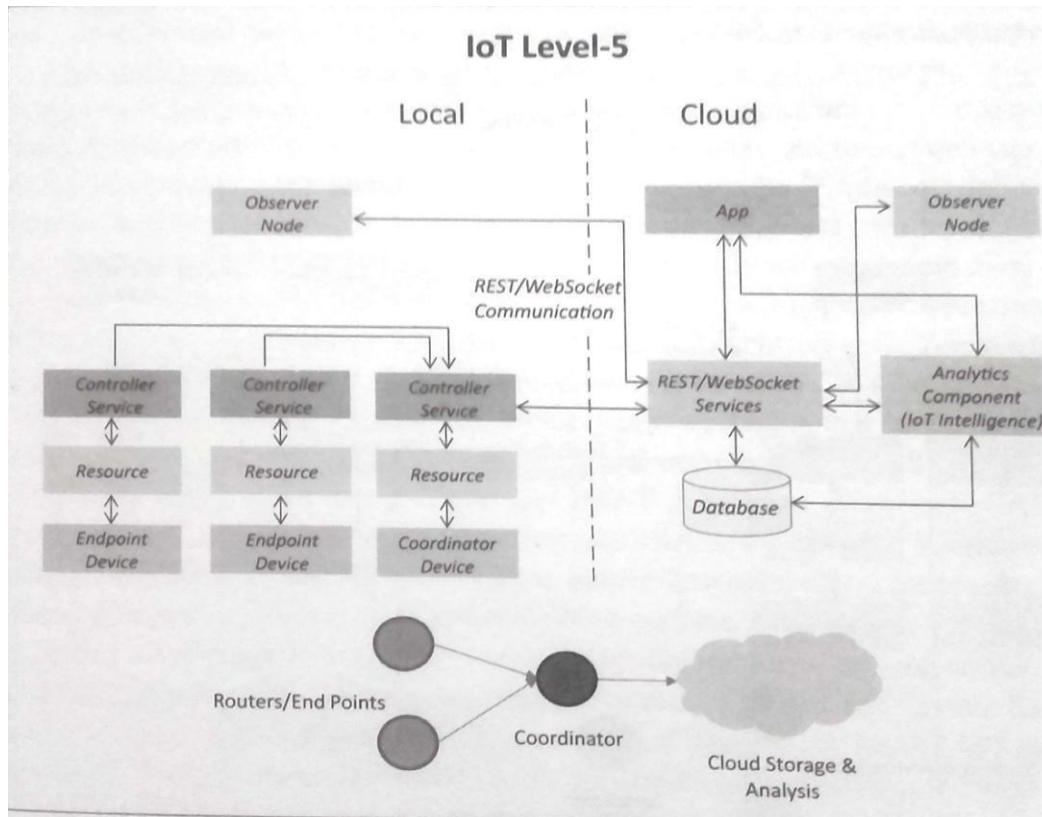 IoT Level-5
Local
Cloud
Observer
Node
App
Observer
Node
REST/WebSocket
Communication
Controller
Service
Controller
Service
Controller
Service
REST/WebSocket
Services
Analytics
Component
(IoT Intelligence)
Resource
Resource
Resource
Database
Endpoint
Device
Endpoint
Device
Coordinator
Device
Routers/End Points
Coordinator
Cloud Storage &
Analysis